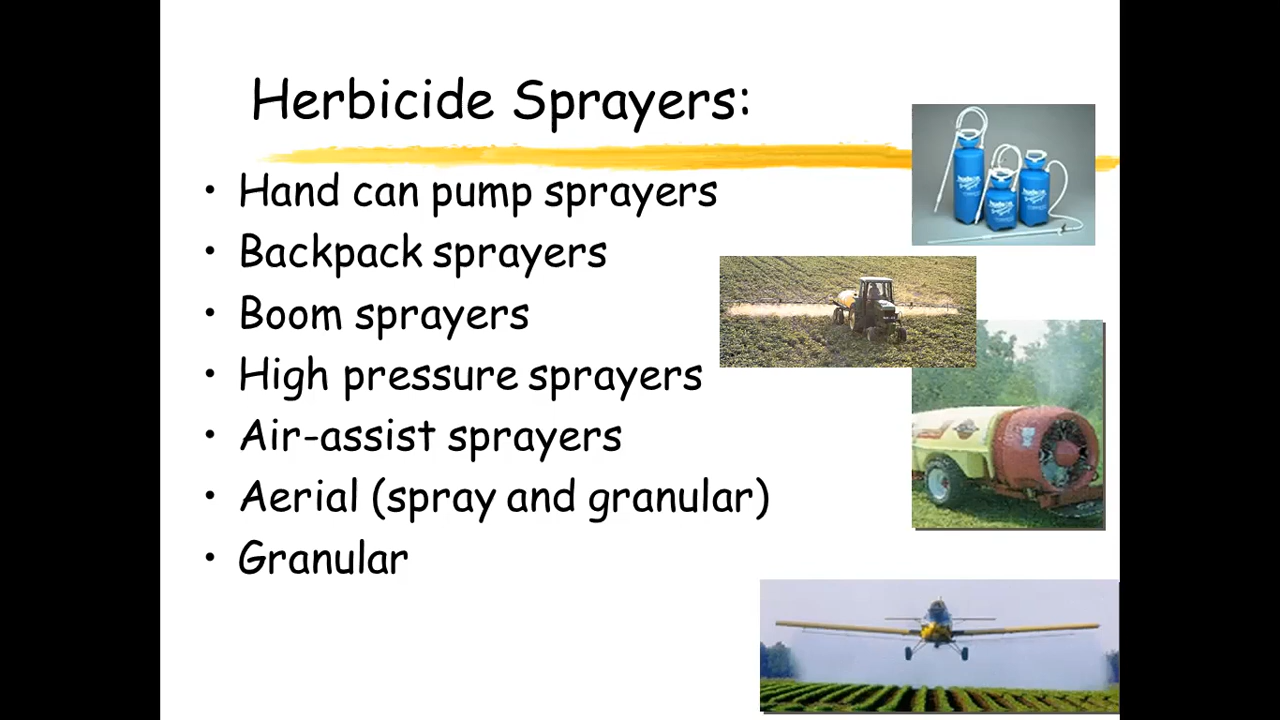 Herbicide Sprayers:
• Hand can pump sprayers
• Backpack sprayers
• Boom sprayers
• High pressure sprayers
• Air-assist sprayers
• Aerial (spray and granular)
• Granular